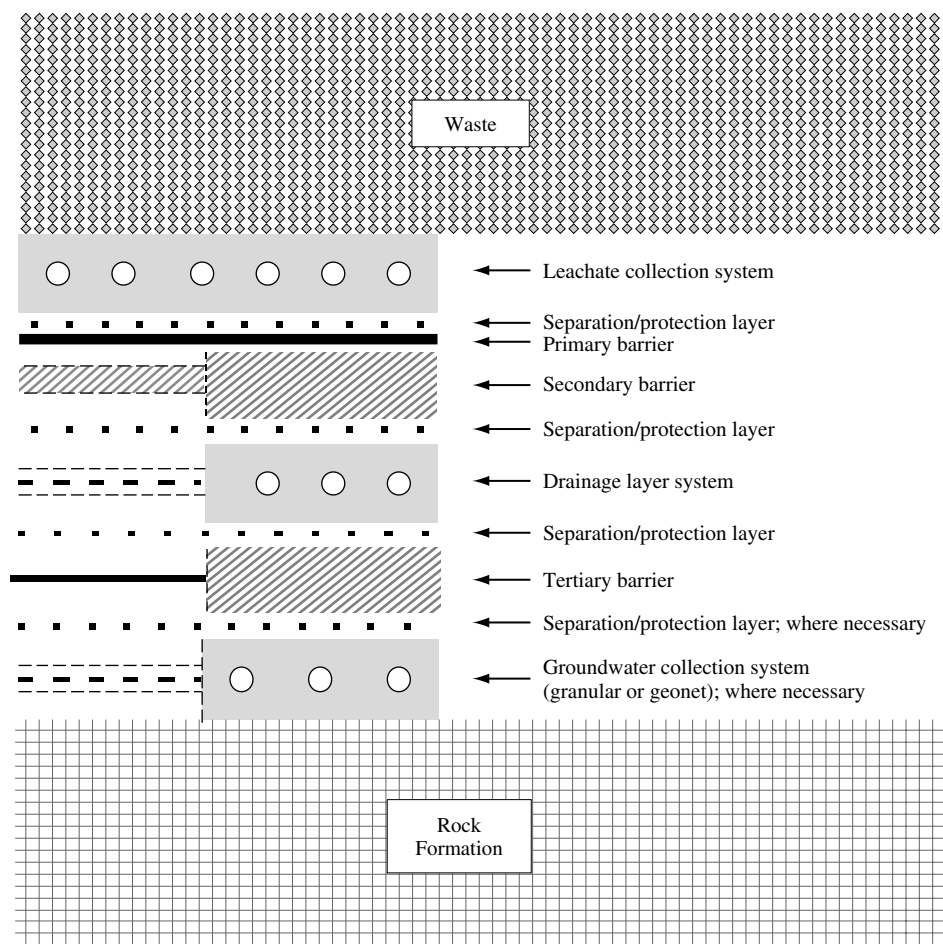 Waste
Leachate collection system
Separation/protection layer
Primary barrier
Secondary barrier
Separation/protection layer
Drainage layer system
Separation/protection layer
Tertiary barrier
Separation/protection layer; where necessary
Groundwater collection system
(granular or geonet); where necessary
Rock
Formation